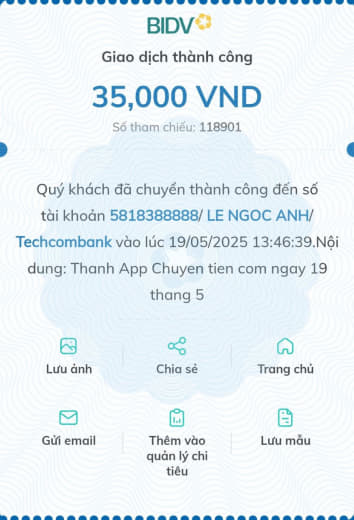 BIDV
Giao dịch thành công
35,000 VND
Số tham chiếu: 118901
Quý khách đã chuyển thành công đến số
tài khoản 5818388888/ LE NGOC ANH/
Techcombank vào lúc 19/05/2025 13:46:39.Nội
dung: Thanh App Chuyen tien com ngay 19
thang 5
Lưu ảnh
Chia sẻ
Trang chủ
Gửi email
Thêm vào
quản lý chi
tiêu
Lưu mẫu